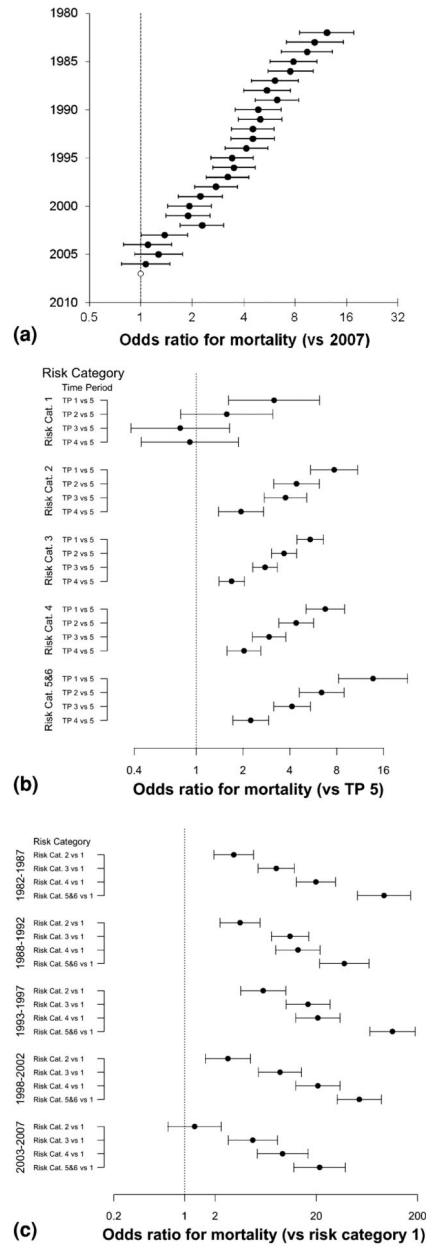 1980
1985
1990
1995
2000
2005
2010
0.5 1 2 4 8 16 32
(a) Odds ratio for mortality (vs 2007)
Risk Category
Time Period
Risk Cat. 1
TP 1 vs 5
TP 2 vs 5
TP 3 vs 5
TP 4 vs 5
Risk Cat. 2
TP 1 vs 5
TP 2 vs 5
TP 3 vs 5
TP 4 vs 5
Risk Cat. 3
TP 1 vs 5
TP 2 vs 5
TP 3 vs 5
TP 4 vs 5
Risk Cat. 4
TP 1 vs 5
TP 2 vs 5
TP 3 vs 5
TP 4 vs 5
Risk Cat. 5&6
TP 1 vs 5
TP 2 vs 5
TP 3 vs 5
TP 4 vs 5
0.4 1 2 4 8 16
(b) Odds ratio for mortality (vs TP 5)
Risk Category
1982-1987
Risk Cat. 2 vs 1
Risk Cat. 3 vs 1
Risk Cat. 4 vs 1
Risk Cat. 5&6 vs 1
1988-1992
Risk Cat. 2 vs 1
Risk Cat. 3 vs 1
Risk Cat. 4 vs 1
Risk Cat. 5&6 vs 1
1993-1997
Risk Cat. 2 vs 1
Risk Cat. 3 vs 1
Risk Cat. 4 vs 1
Risk Cat. 5&6 vs 1
1998-2002
Risk Cat. 2 vs 1
Risk Cat. 3 vs 1
Risk Cat. 4 vs 1
Risk Cat. 5&6 vs 1
2003-2007
Risk Cat. 2 vs 1
Risk Cat. 3 vs 1
Risk Cat. 4 vs 1
Risk Cat. 5&6 vs 1
0.2 1 2 20 200
(c) Odds ratio for mortality (vs risk category 1)